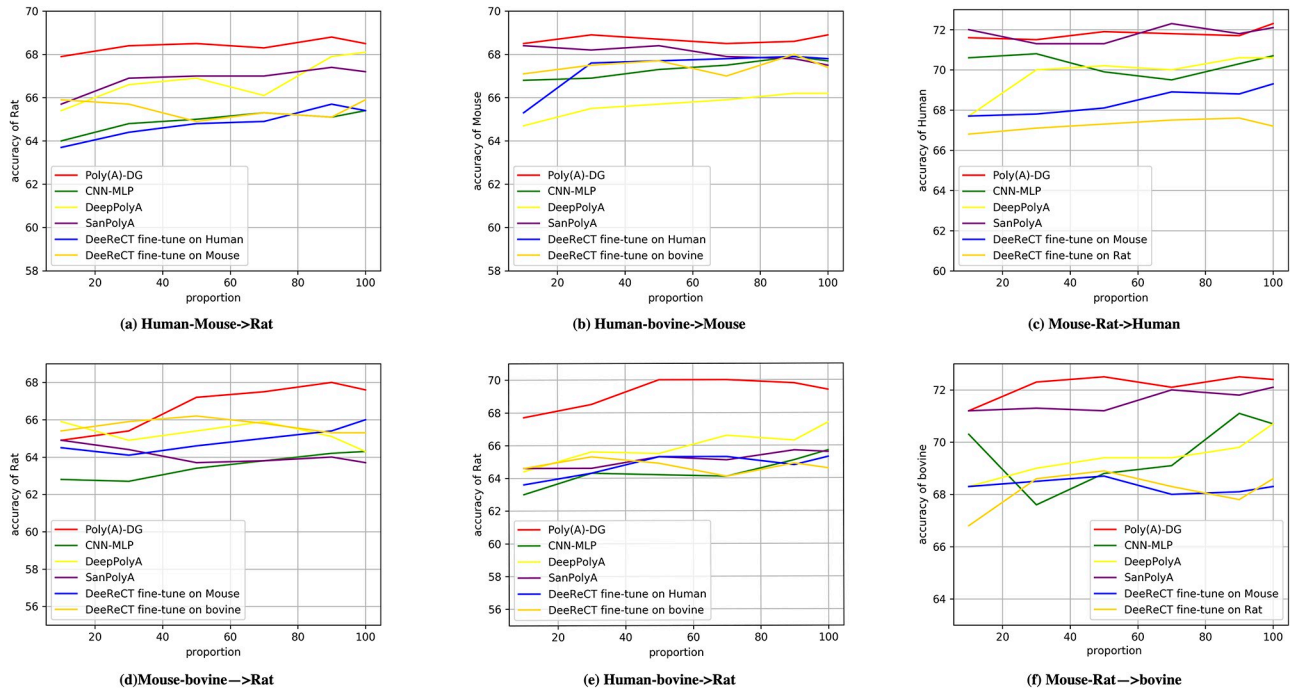 70
68
66
64
62
60
58
accuracy of Rat
Poly(A)-DG
CNN-MLP
DeepPolyA
SanPolyA
DeeReCT fine-tune on Human
DeeReCT fine-tune on Mouse
20 40 60 80 100
proportion
(a) Human-Mouse->Rat
70
68
66
64
62
60
58
accuracy of Mouse
Poly(A)-DG
CNN-MLP
DeepPolyA
SanPolyA
DeeReCT fine-tune on Human
DeeReCT fine-tune on bovine
20 40 60 80 100
proportion
(b) Human-bovine->Mouse
72
70
68
66
64
62
60
accuracy of Human
Poly(A)-DG
CNN-MLP
DeepPolyA
SanPolyA
DeeReCT fine-tune on Mouse
DeeReCT fine-tune on Rat
20 40 60 80 100
proportion
(c) Mouse-Rat->Human
68
66
64
62
60
58
56
accuracy of Rat
Poly(A)-DG
CNN-MLP
DeepPolyA
SanPolyA
DeeReCT fine-tune on Mouse
DeeReCT fine-tune on bovine
20 40 60 80 100
proportion
(d)Mouse-bovine—>Rat
70
68
66
64
62
60
58
56
accuracy of Rat
Poly(A)-DG
CNN-MLP
DeepPolyA
SanPolyA
DeeReCT fine-tune on Human
DeeReCT fine-tune on bovine
20 40 60 80 100
proportion
(e) Human-bovine->Rat
72
70
68
66
64
accuracy of bovine
Poly(A)-DG
CNN-MLP
DeepPolyA
SanPolyA
DeeReCT fine-tune on Mouse
DeeReCT fine-tune on Rat
20 40 60 80 100
proportion
(f) Mouse-Rat—>bovine